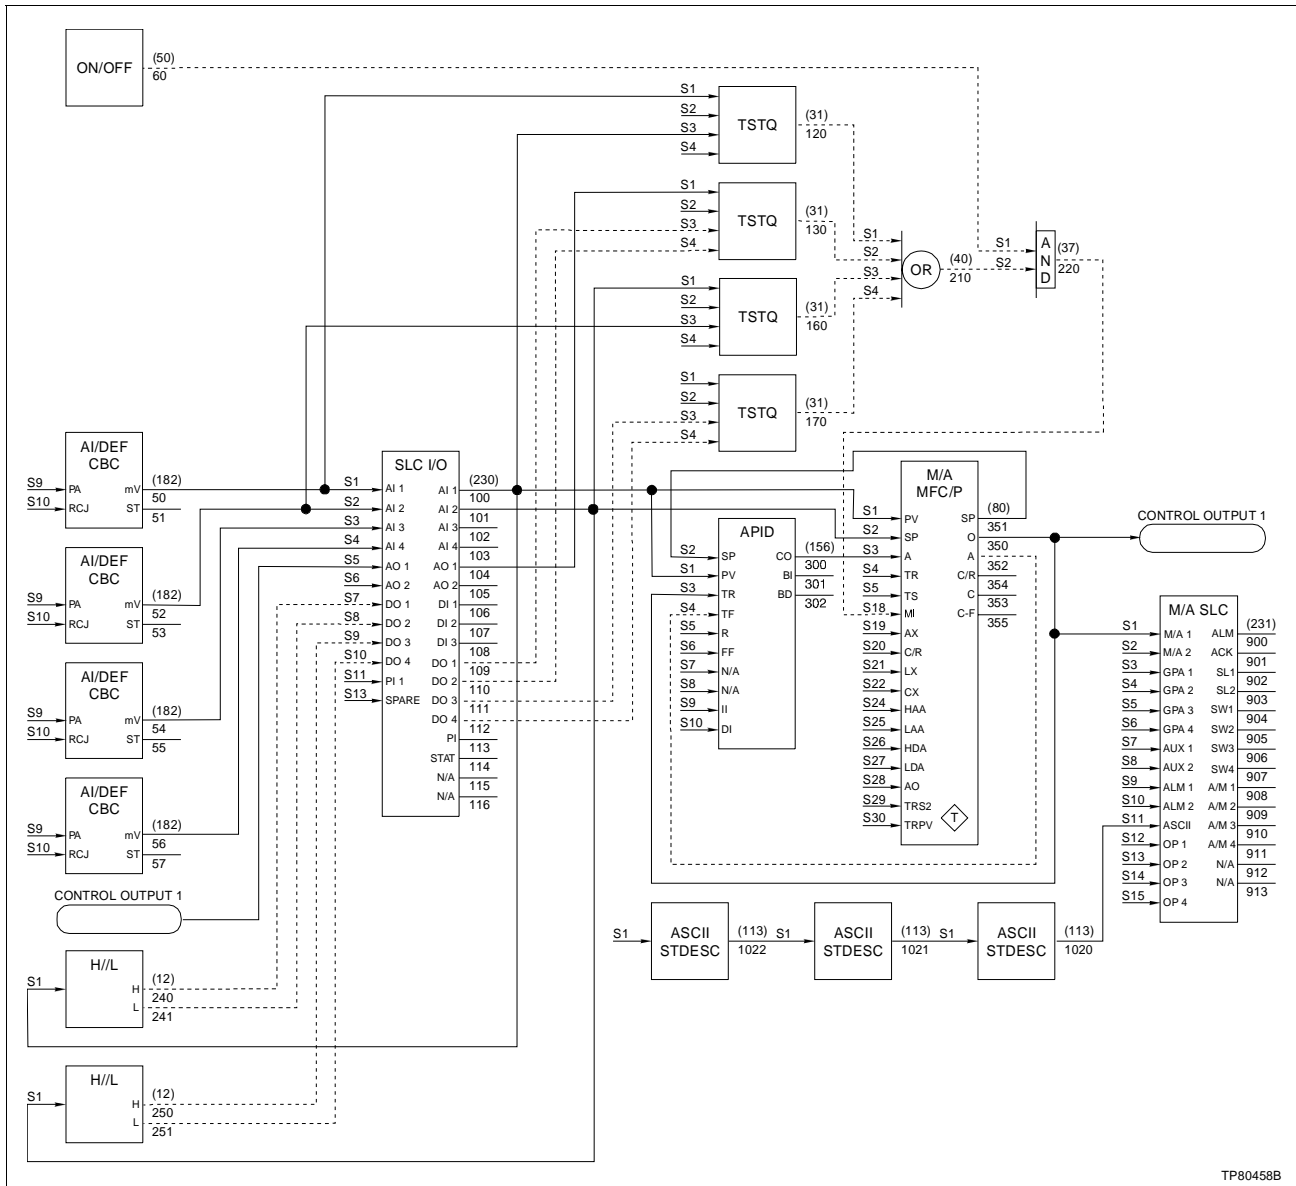 ON/OFF
(50)
60
S1
S2
S3
S4
TSTQ
(31)
120
S1
S2
S3
S4
TSTQ
(31)
130
S1
S2
S3
S4
TSTQ
(31)
160
S1
S2
S3
S4
TSTQ
(31)
170
S1
S2
S3
S4
OR
(40)
210
S1
S2
A
N
D
(37)
220
AI/DEF
CBC
S9 PA mV (182)
50
S10 RCJ ST
51
AI/DEF
CBC
S9 PA mV (182)
52
S10 RCJ ST
53
AI/DEF
CBC
S9 PA mV (182)
54
S10 RCJ ST
55
AI/DEF
CBC
S9 PA mV (182)
56
S10 RCJ ST
57
CONTROL OUTPUT 1
H//L
S1
H (12)
240
L
241
H//L
S1
H (12)
250
L
251
SLC I/O
S1 AI 1
S2 AI 2
S3 AI 3
S4 AI 4
S5 AO 1
S6 AO 2
S7 DO 1
S8 DO 2
S9 DO 3
S10 DO 4
S11 PI 1
S13 SPARE
AI 1 (230)
100
AI 2
101
AI 3
102
AI 4
103
AO 1
104
AO 2
105
DI 1
106
DI 2
107
DI 3
108
DO 1
109
DO 2
110
DO 3
111
DO 4
112
PI
113
STAT
114
N/A
115
N/A
116
APID
S2 SP
S1 PV
S3 TR
S4 TF
S5 R
S6 FF
S7 N/A
S8 N/A
S9 II
S10 DI
CO (156)
300
BI
301
BD
302
M/A
MFC/P
S1 PV
S2 SP
S3 A
S4 TR
S5 TS
S18 MI
S19 AX
S20 C/R
S21 LX
S22 CX
S24 HAA
S25 LAA
S26 HDA
S27 LDA
S28 AO
S29 TRS2
S30 TRPV
SP (80)
351
O
350
A
352
C/R
354
C
353
C-F
355
T
CONTROL OUTPUT 1
M/A SLC
S1 M/A 1
S2 M/A 2
S3 GPA 1
S4 GPA 2
S5 GPA 3
S6 GPA 4
S7 AUX 1
S8 AUX 2
S9 ALM 1
S10 ALM 2
S11 ASCII
S12 OP 1
S13 OP 2
S14 OP 3
S15 OP 4
ALM (231)
900
ACK
901
SL1
902
SL2
903
SW1
904
SW2
905
SW3
906
SW4
907
A/M 1
908
A/M 2
909
A/M 3
910
A/M 4
911
N/A
912
N/A
913
S1
ASCII
STDESC
(113)
1022
S1
ASCII
STDESC
(113)
1021
S1
ASCII
STDESC
(113)
1020
TP80458B